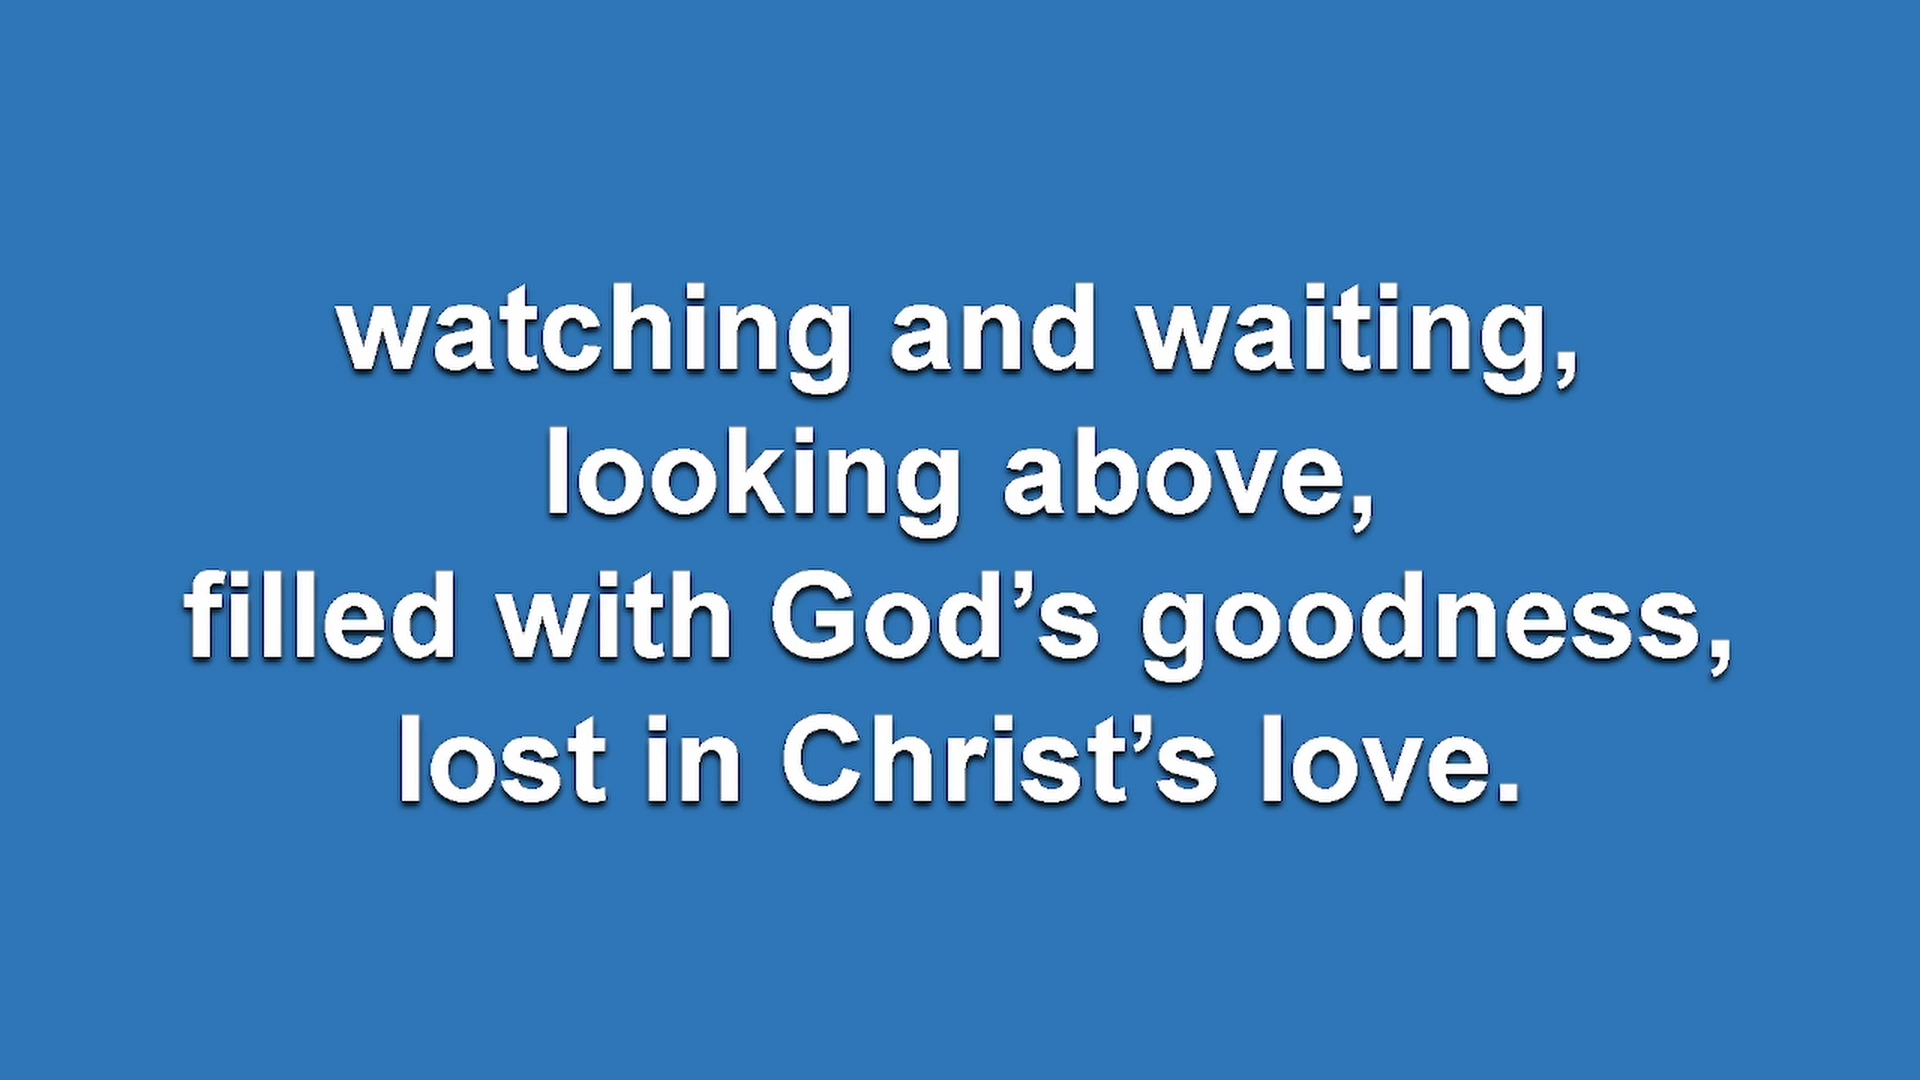 watching and waiting,
looking above,
filled with God’s goodness,
lost in Christ’s love.